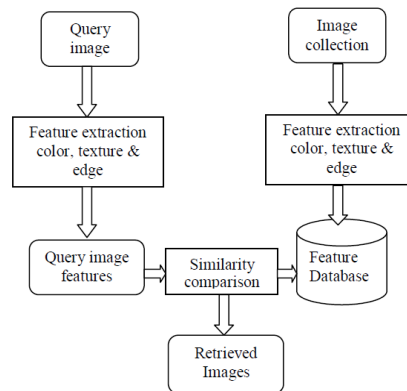 Query
image
Image
collection
Feature extraction
color, texture &
edge
Feature extraction
color, texture &
edge
Query image
features
Similarity
comparison
Feature
Database
Retrieved
Images